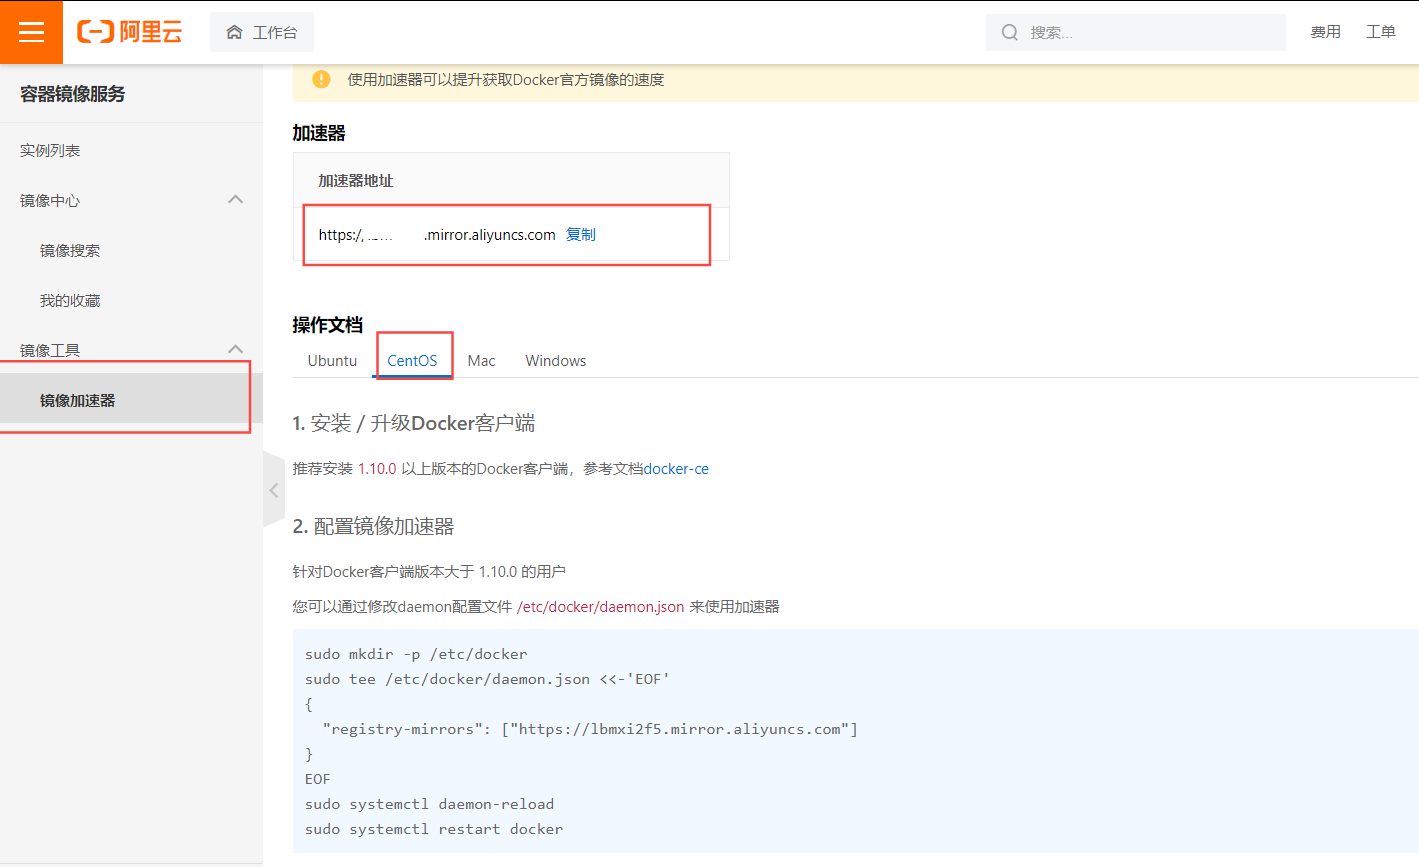 阿里云
工作台
搜索...
费用
工单
容器镜像服务
实例列表
镜像中心
镜像搜索
我的收藏
镜像工具
镜像加速器
使用加速器可以提升获取Docker官方镜像的速度
加速器
加速器地址
https:/ .mirror.aliyuncs.com 复制
操作文档
Ubuntu CentOS Mac Windows
1. 安装 / 升级Docker客户端
推荐安装 1.10.0 以上版本的Docker客户端，参考文档docker-ce
2. 配置镜像加速器
针对Docker客户端版本大于 1.10.0 的用户
您可以通过修改daemon配置文件 /etc/docker/daemon.json 来使用加速器
sudo mkdir -p /etc/docker
sudo tee /etc/docker/daemon.json <<-'EOF'
{
"registry-mirrors": ["https://lbmxi2f5.mirror.aliyuncs.com"]
}
EOF
sudo systemctl daemon-reload
sudo systemctl restart docker